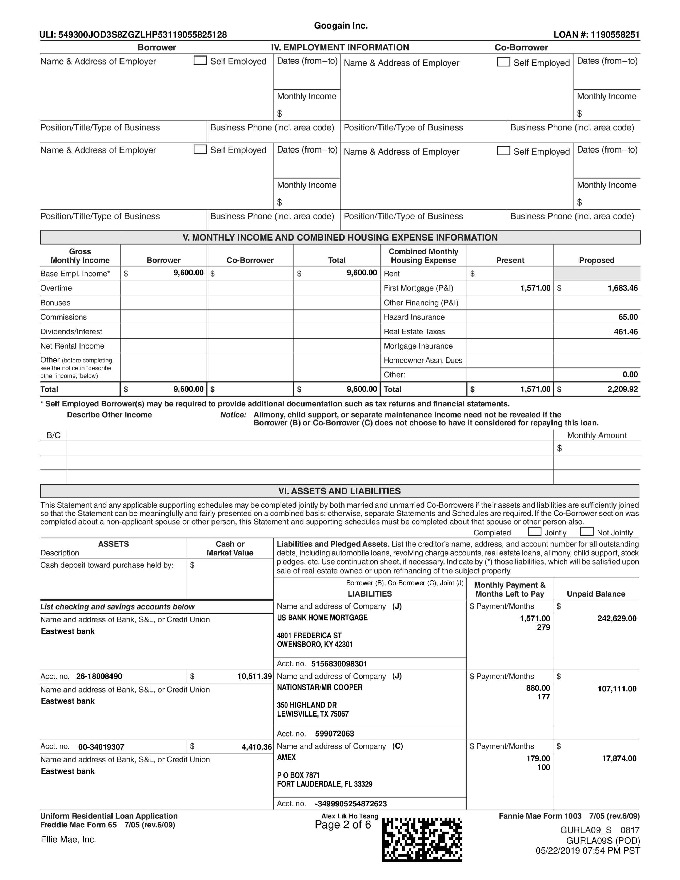 Googain Inc.
ULI: 549300JOD3S8ZGZLHP53119055825128 LOAN #: 1190558251
Borrower IV. EMPLOYMENT INFORMATION Co-Borrower
Name & Address of Employer Self Employed Dates (from–to) Name & Address of Employer Self Employed Dates (from–to)
Monthly Income Monthly Income
$ $
Position/Title/Type of Business Business Phone (incl. area code) Position/Title/Type of Business Business Phone (incl. area code)
Name & Address of Employer Self Employed Dates (from–to) Name & Address of Employer Self Employed Dates (from–to)
Monthly Income Monthly Income
$ $
Position/Title/Type of Business Business Phone (incl. area code) Position/Title/Type of Business Business Phone (incl. area code)
V. MONTHLY INCOME AND COMBINED HOUSING EXPENSE INFORMATION
Gross Combined Monthly
Monthly Income Borrower Co-Borrower Total Housing Expense Present Proposed
Base Empl. Income* $ 9,600.00 $ $ 9,600.00 Rent $
Overtime First Mortgage (P&I) 1,571.00 $ 1,683.46
Bonuses Other Financing (P&I)
Commissions Hazard Insurance 65.00
Dividends/Interest Real Estate Taxes 461.46
Net Rental Income Mortgage Insurance
Other (before completing, Homeowner Assn. Dues
see the notice in "describe
other income," below) Other: 0.00
Total $ 9,600.00 $ $ 9,600.00 Total $ 1,571.00 $ 2,209.92
* Self Employed Borrower(s) may be required to provide additional documentation such as tax returns and financial statements.
Describe Other Income Notice: Alimony, child support, or separate maintenance income need not be revealed if the
Borrower (B) or Co-Borrower (C) does not choose to have it considered for repaying this loan.
B/C Monthly Amount
$
VI. ASSETS AND LIABILITIES
This Statement and any applicable supporting schedules may be completed jointly by both married and unmarried Co-Borrowers if their assets and liabilities are sufficiently joined
so that the Statement can be meaningfully and fairly presented on a combined basis; otherwise, separate Statements and Schedules are required. If the Co-Borrower section was
completed about a non-applicant spouse or other person, this Statement and supporting schedules must be completed about that spouse or other person also.
Completed Jointly Not Jointly
ASSETS Cash or Liabilities and Pledged Assets. List the creditor's name, address, and account number for all outstanding
Description Market Value debts, including automobile loans, revolving charge accounts, real estate loans, alimony, child support, stock
Cash deposit toward purchase held by: $ pledges, etc. Use continuation sheet, if necessary. Indicate by (*) those liabilities, which will be satisfied upon
sale of real estate owned or upon refinancing of the subject property.
Borrower (B), Co-Borrower (C), Joint (J) Monthly Payment &
LIABILITIES Months Left to Pay Unpaid Balance
List checking and savings accounts below Name and address of Company (J) $ Payment/Months $
Name and address of Bank, S&L, or Credit Union US BANK HOME MORTGAGE 1,571.00 242,629.00
Eastwest bank 279
4801 FREDERICA ST
OWENSBORO, KY 42301
Acct. no. 5156830098301
Acct. no. 26-18008490 $ 10,511.39 Name and address of Company (J) $ Payment/Months $
Name and address of Bank, S&L, or Credit Union NATIONSTAR/MR COOPER 880.00 107,111.00
Eastwest bank 177
350 HIGHLAND DR
LEWISVILLE, TX 75067
Acct. no. 599072063
Acct. no. 00-34019307 $ 4,410.36 Name and address of Company (C) $ Payment/Months $
Name and address of Bank, S&L, or Credit Union AMEX 179.00 17,874.00
Eastwest bank 100
P O BOX 7871
FORT LAUDERDALE, FL 33329
Acct. no. -3499905254872623
Uniform Residential Loan Application Alex Lik Ho Tsang Fannie Mae Form 1003 7/05 (rev.6/09)
Freddie Mac Form 65 7/05 (rev.6/09) Page 2 of 6 GURLA09_S 0817
Ellie Mae, Inc. GURLA09S (POD)
05/22/2019 07:54 PM PST